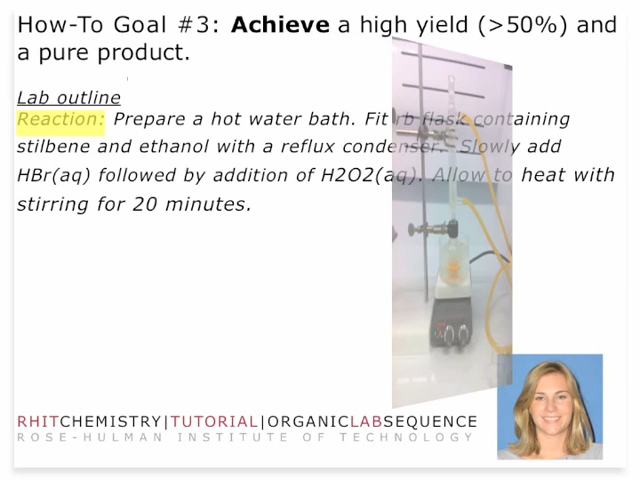 How-To Goal #3: Achieve a high yield (>50%) and
a pure product.
Lab outline
Reaction: Prepare a hot water bath. Fit rb flask containing
stilbene and ethanol with a reflux condenser. Slowly add
HBr(aq) followed by addition of H2O2(aq). Allow to heat with
stirring for 20 minutes.
RHITCHEMISTRY|TUTORIAL|ORGANICLABSEQUENCE
ROSE-HULMAN INSTITUTE OF TECHNOLOGY